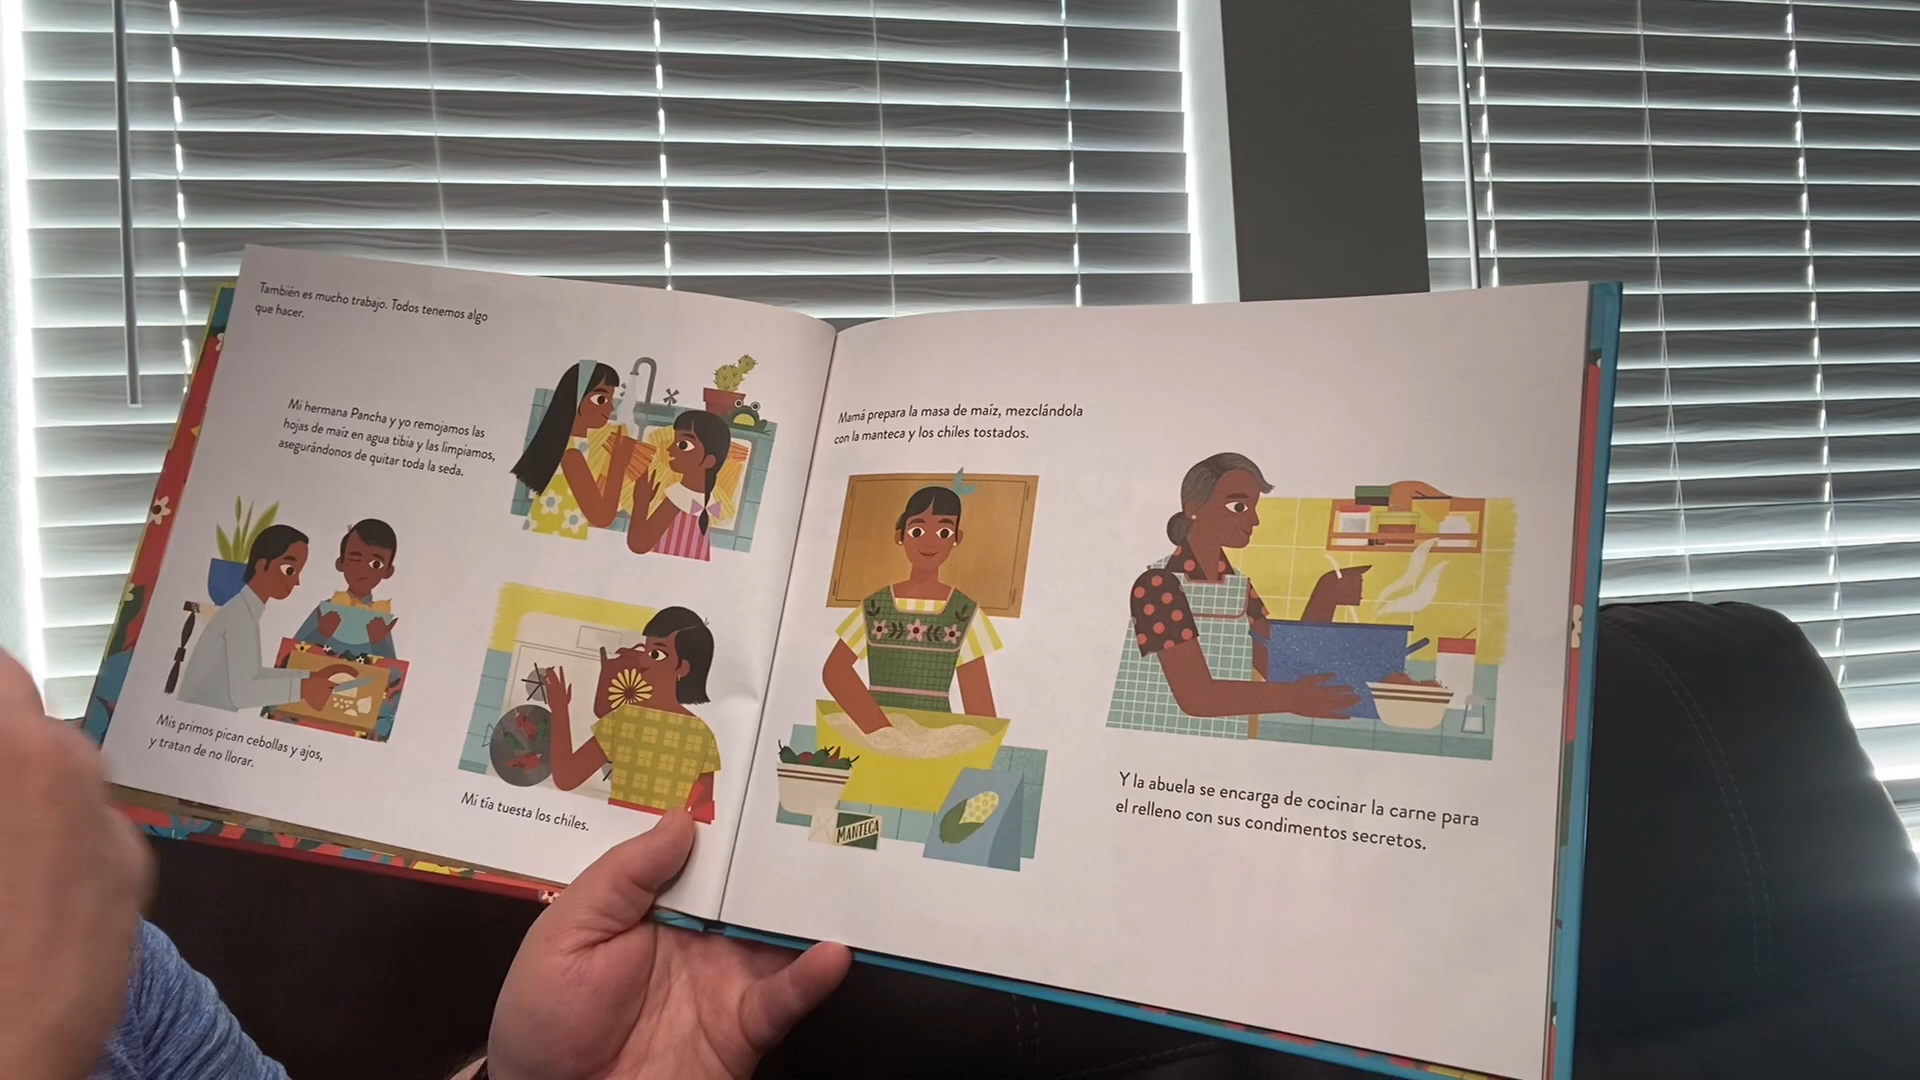 También es mucho trabajo. Todos tenemos algo
que hacer.
Mi hermana Pancha y yo remojamos las
hojas de maíz en agua tibia y las limpiamos,
asegurándonos de quitar toda la seda.
Mis primos pican cebollas y ajos,
y tratan de no llorar.
Mi tía tuesta los chiles.
Mamá prepara la masa de maíz, mezclándola
con la manteca y los chiles tostados.
MANTECA
Y la abuela se encarga de cocinar la carne para
el relleno con sus condimentos secretos.